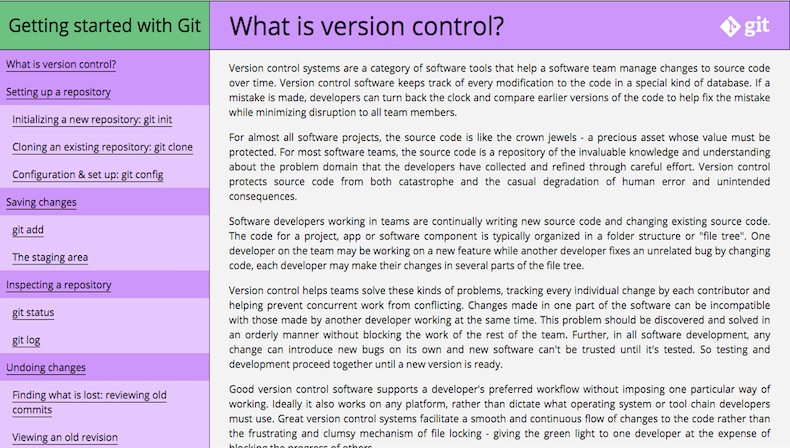 Getting started with Git
What is version control?
git
What is version control?
Setting up a repository
Initializing a new repository: git init
Cloning an existing repository: git clone
Configuration & set up: git config
Saving changes
git add
The staging area
Inspecting a repository
git status
git log
Undoing changes
Finding what is lost: reviewing old
commits
Viewing an old revision
Version control systems are a category of software tools that help a software team manage changes to source code
over time. Version control software keeps track of every modification to the code in a special kind of database. If a
mistake is made, developers can turn back the clock and compare earlier versions of the code to help fix the mistake
while minimizing disruption to all team members.
For almost all software projects, the source code is like the crown jewels - a precious asset whose value must be
protected. For most software teams, the source code is a repository of the invaluable knowledge and understanding
about the problem domain that the developers have collected and refined through careful effort. Version control
protects source code from both catastrophe and the casual degradation of human error and unintended
consequences.
Software developers working in teams are continually writing new source code and changing existing source code.
The code for a project, app or software component is typically organized in a folder structure or "file tree". One
developer on the team may be working on a new feature while another developer fixes an unrelated bug by changing
code, each developer may make their changes in several parts of the file tree.
Version control helps teams solve these kinds of problems, tracking every individual change by each contributor and
helping prevent concurrent work from conflicting. Changes made in one part of the software can be incompatible
with those made by another developer working at the same time. This problem should be discovered and solved in
an orderly manner without blocking the work of the rest of the team. Further, in all software development, any
change can introduce new bugs on its own and new software can't be trusted until it's tested. So testing and
development proceed together until a new version is ready.
Good version control software supports a developer's preferred workflow without imposing one particular way of
working. Ideally it also works on any platform, rather than dictate what operating system or tool chain developers
must use. Great version control systems facilitate a smooth and continuous flow of changes to the code rather than
the frustrating and clumsy mechanism of file locking - giving the green light to one developer at the expense of
blocking the progress of others.